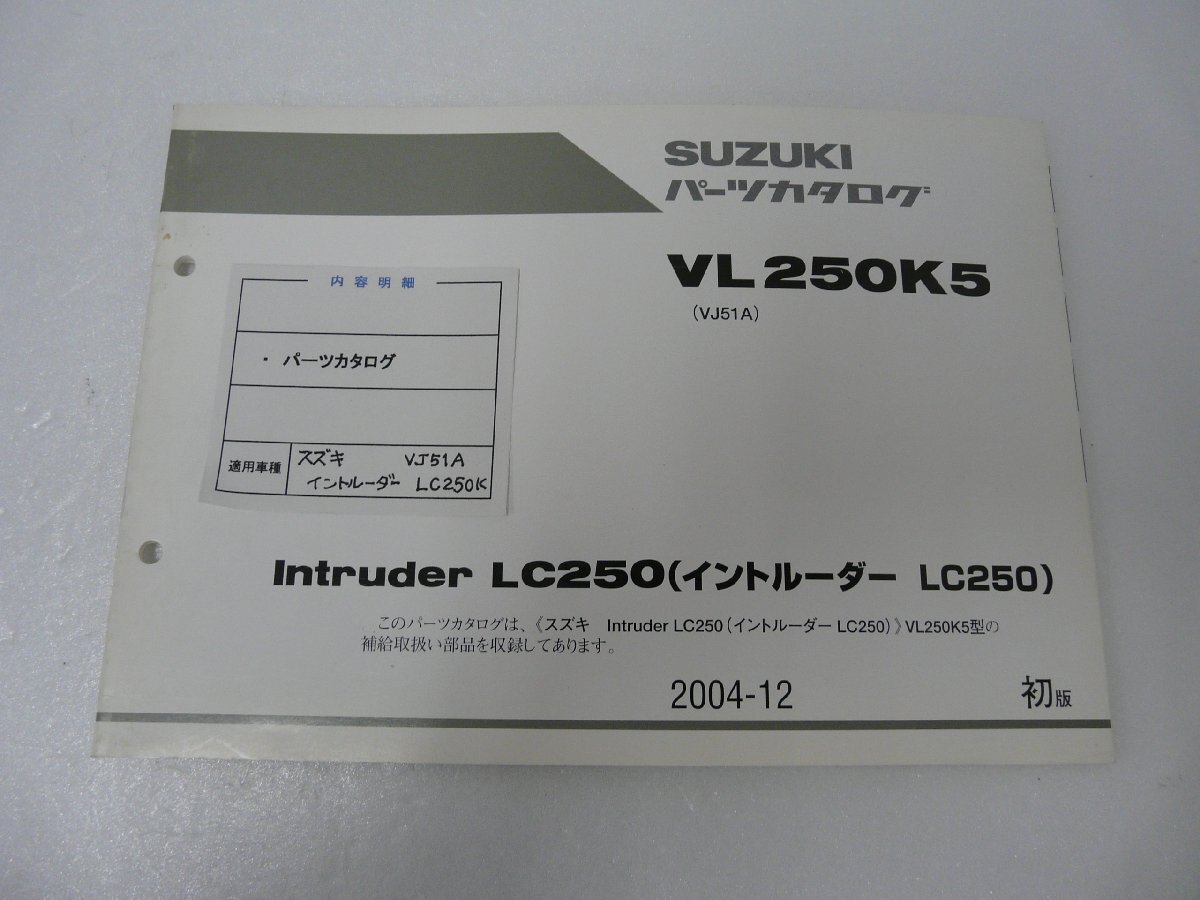 SUZUKI
パーツカタログ
VL250K5
(VJ51A)
内容明細
・パーツカタログ
適用車種
スズキ VJ51A
イントルーダー LC250K
Intruder LC250(イントルーダー LC250)
このパーツカタログは、《スズキ Intruder LC250(イントルーダー LC250)》VL250K5型の
補給取扱い部品を収録してあります。
2004-12 初版